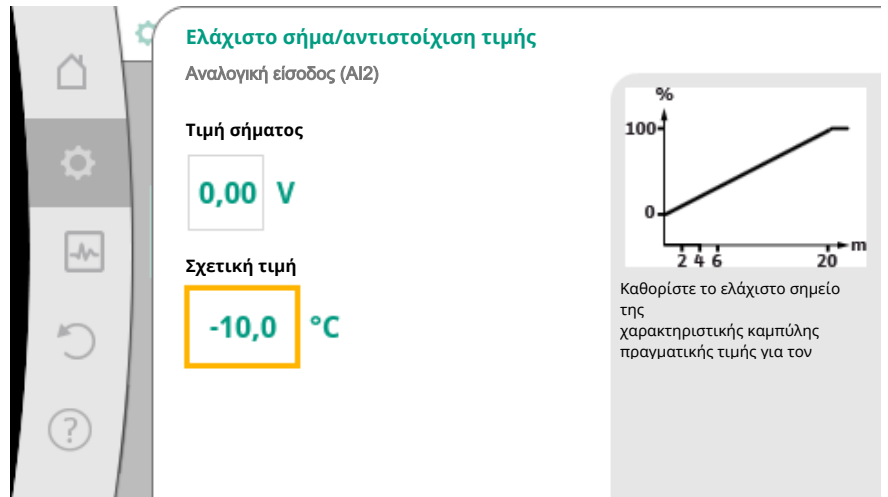 Ελάχιστο σήμα/αντιστοίχιση τιμής
Αναλογική είσοδος (AI2)
Τιμή σήματος
0,00 V
Σχετική τιμή
-10,0 °C
%
100
0
2 4 6 20
m
Καθορίστε το ελάχιστο σημείο
της
χαρακτηριστικής καμπύλης
πραγματικής τιμής για τον
?